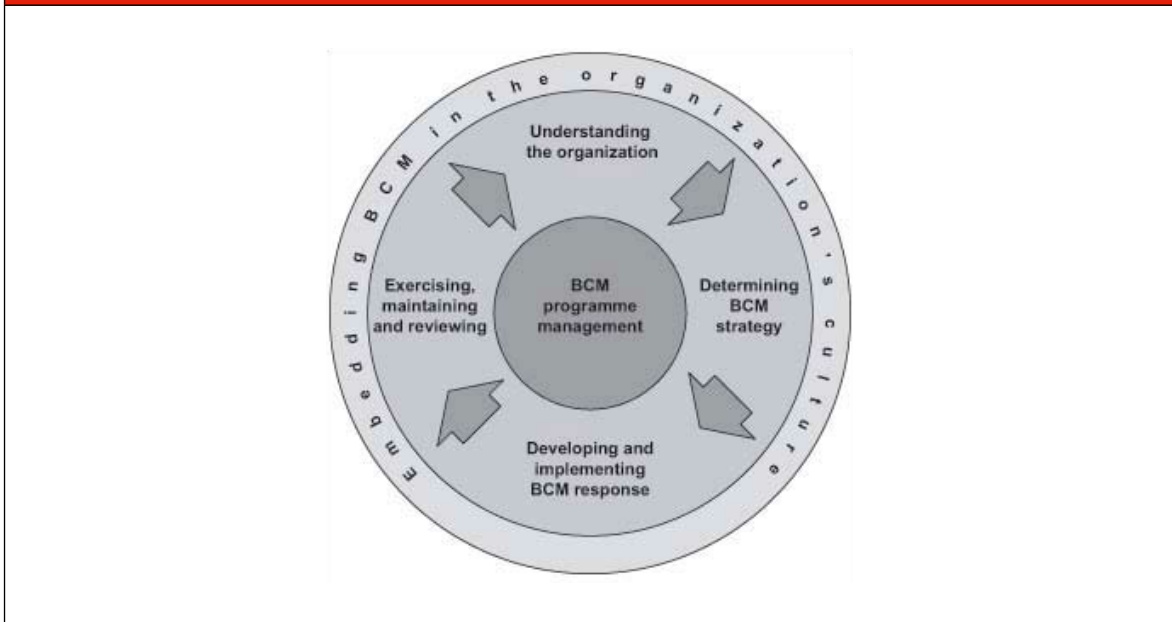 Embedding BCM in the organization's culture
Understanding
the organization
Exercising,
maintaining
and reviewing
BCM
programme
management
Determining
BCM
strategy
Developing and
implementing
BCM response